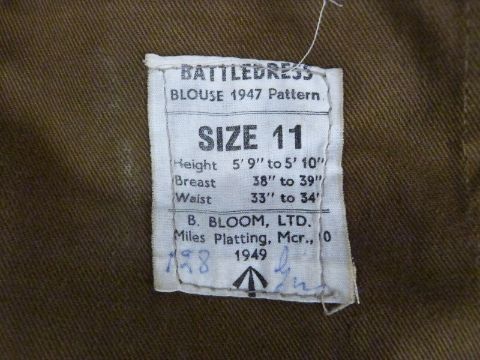 BATTLEDRESS
BLOUSE 1947 Pattern
SIZE 11
Height 5' 9" to 5' 10"
Breast 38" to 39"
Waist 33" to 34"
B. BLOOM, LTD.
Miles Platting, Mcr., 10
1949
128